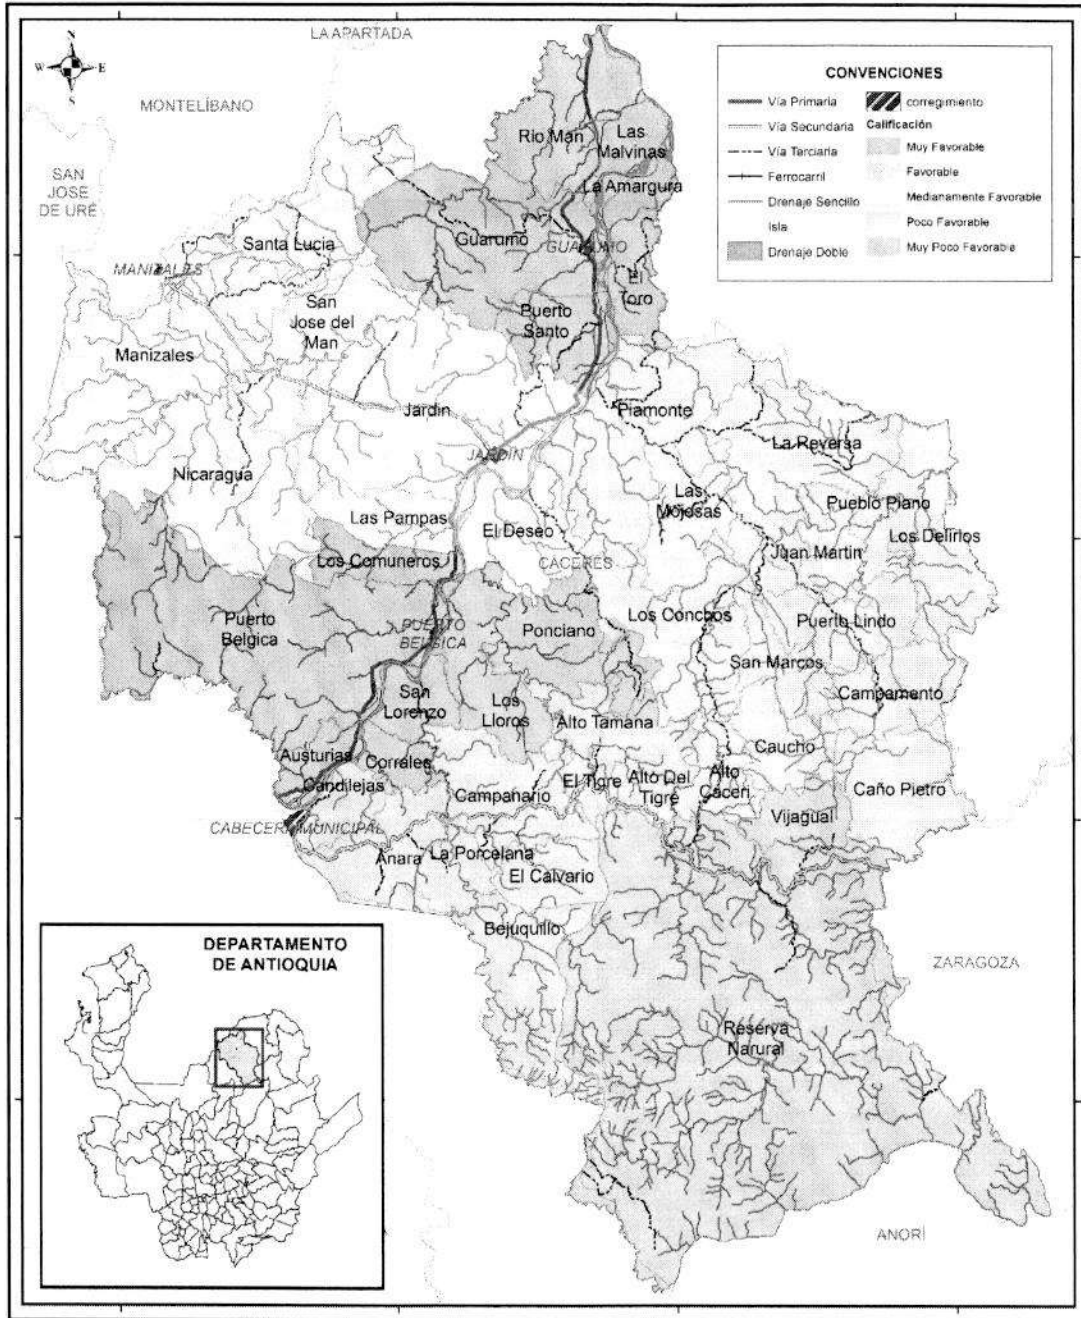 LA APARTADA
N
W E
S
MONTELÍBANO
SAN
JOSE
DE URÉ
CONVENCIONES
Vía Primaria
Vía Secundaria
Vía Terciaria
Ferrocarril
Drenaje Sencillo
Isla
Drenaje Doble
corregimiento
Calificación
Muy Favorable
Favorable
Medianamente Favorable
Poco Favorable
Muy Poco Favorable
Rio Man
Las
Malvinas
La Amargura
Guarumo
GUARUMO
Santa Lucia
MANIZALES
El
Toro
San
Jose del
Man
Puerto
Santo
Manizales
Jardin
Piamonte
La Reversa
JARDÍN
Nicaragua
Las
Mojosas
Pueblo Plano
Las Pampas
El Deseo
Los Delirios
Los Comuneros
CACERES
Juan Martin
Puerto
Belgica
PUERTO
BELGICA
Ponciano
Los Conchos
Puerto Lindo
San Marcos
San
Lorenzo
Los
Lloros
Alto Tamana
Campamento
Austurias
Corrales
Caucho
Candilejas
Campanario
El Tigre
Alto Del
Tigre
Alto
Caceri
Caño Pietro
Vijagual
CABECERA MUNICIPAL
Anara
La Porcelana
El Calvario
Bejuquillo
DEPARTAMENTO
DE ANTIOQUIA
ZARAGOZA
Reserva
Narural
ANORÍ